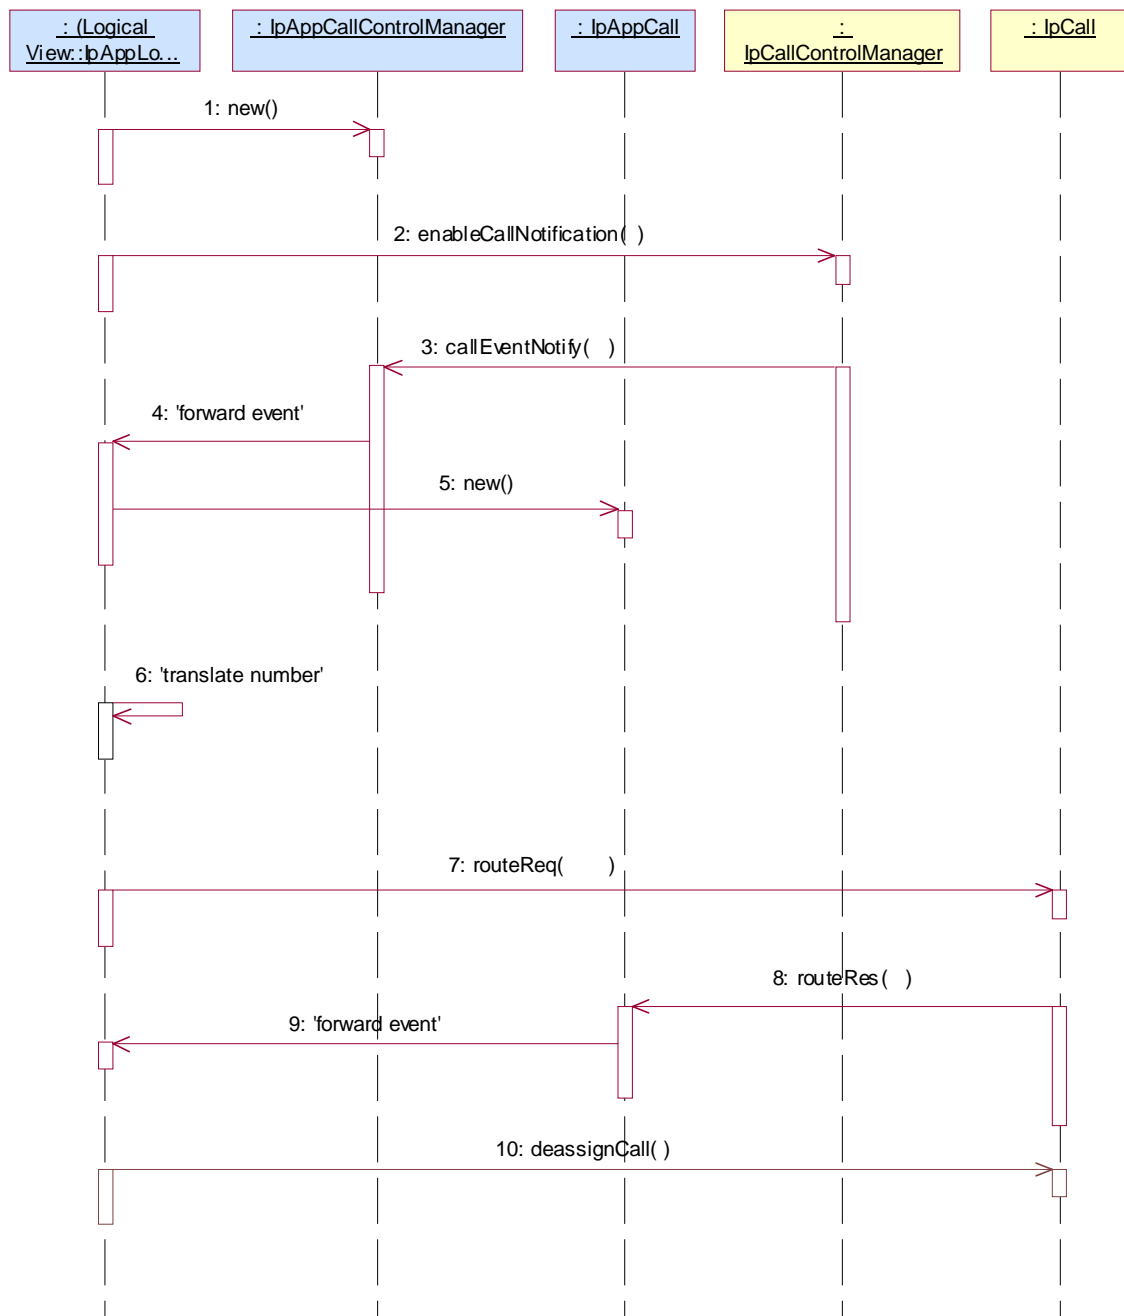 : (Logical
View::IpAppLo...
: IpAppCallControlManager
: IpAppCall
:
IpCallControlManager
: IpCall
1: new()
2: enableCallNotification( )
3: callEventNotify( )
4: 'forward event'
5: new()
6: 'translate number'
7: routeReq( )
8: routeRes( )
9: 'forward event'
10: deassignCall( )